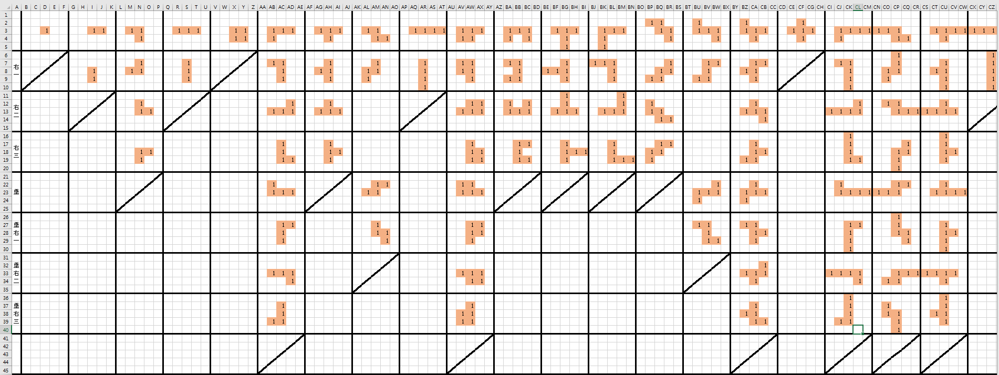 A B C D E F G H I J K L M N O P Q R S T U V W X Y Z AA AB AC AD AE AF AG AH AI AJ AK AL AM AN AO AP AQ AR AS AT AU AV AW AX AY AZ BA BB BC BD BE BF BG BH BI BJ BK BL BM BN BO BP BQ BR BS BT BU BV BW BX BY BZ CA CB CC CD CE CF CG CH CI CJ CK CL CM CN CO CP CQ CR CS CT CU CV CW CX CY CZ
1
2 1 1 1 1 1
3 1 1 1 1 1 1 1 1 1 1 1 1 1 1 1 1 1 1 1 1 1 1 1 1 1 1 1 1 1 1 1 1 1 1 1 1 1 1 1 1 1 1 1 1 1 1 1 1 1 1 1 1 1 1 1 1 1
4 1 1 1 1 1 1 1 1 1 1 1 1 1 1 1 1 1 1 1 1 1 1
5 1 1
6 1 1
7 右 1 1 1 1 1 1 1 1 1 1 1 1 1 1 1 1 1 1 1 1 1 1 1 1 1
8 一 1 1 1 1 1 1 1 1 1 1 1 1 1 1 1 1 1 1 1 1 1 1 1 1 1 1 1
9 1 1 1 1 1 1 1 1 1 1 1 1 1 1 1 1 1 1 1 1
10 1 1 1 1
11 1 1
12 右 1 1 1 1 1 1 1 1 1 1 1 1 1 1 1 1
13 二 1 1 1 1 1 1 1 1 1 1 1 1 1 1 1 1 1 1 1 1 1 1 1 1 1 1 1 1 1 1 1 1 1 1 1 1
14 1 1 1
15
16 1 1
17 右 1 1 1 1 1 1 1 1 1 1 1 1 1
18 三 1 1 1 1 1 1 1 1 1 1 1 1 1 1 1 1 1 1 1 1 1 1
19 1 1 1 1 1 1 1 1 1 1 1 1 1 1 1 1 1 1 1
20 1
21
22 1 1 1 1 1 1 1 1 1 1 1
23 垂 1 1 1 1 1 1 1 1 1 1 1 1 1 1 1 1 1 1 1 1 1 1 1 1 1
24 1 1
25
26 1
27 垂 1 1 1 1 1 1 1 1 1 1 1 1 1
28 右 1 1 1 1 1 1 1 1 1 1 1 1 1
29 一 1 1 1 1 1 1 1 1 1
30 1 1
31
32 垂 1
33 右 1 1 1 1 1 1 1 1 1 1 1 1 1 1 1 1 1 1 1 1
34 二 1 1 1 1 1 1 1 1
35
36 1 1
37 垂 1 1 1 1 1 1
38 右 1 1 1 1 1 1 1 1 1 1
39 三 1 1 1 1 1 1 1 1 1 1
40 1
41
42
43
44
45